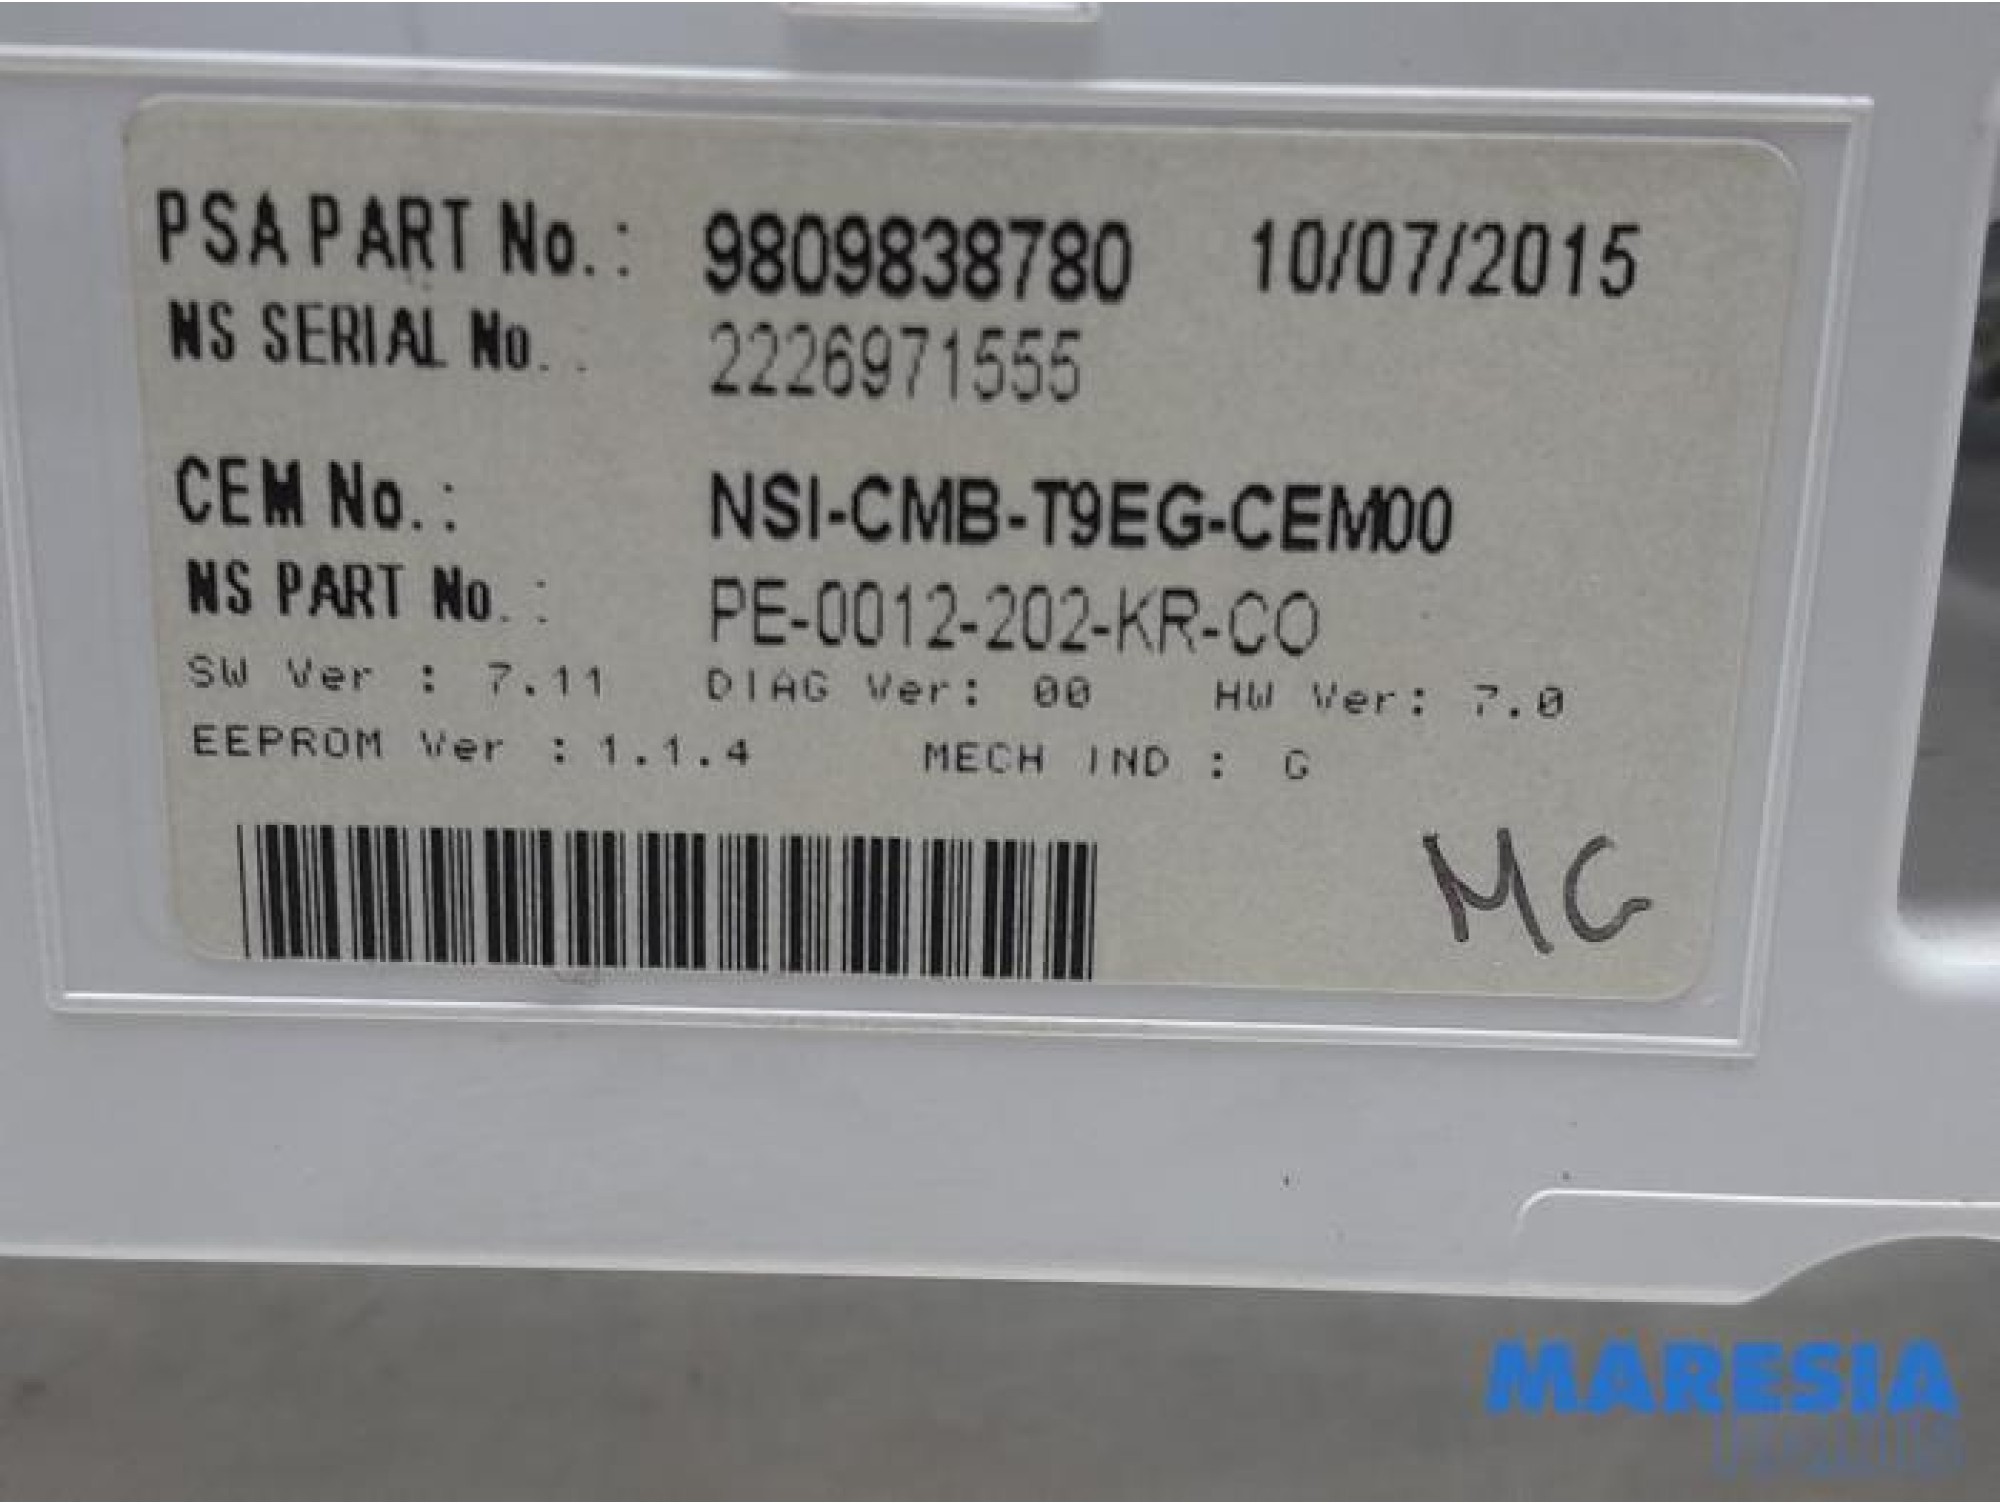 PSA PART No.: 9809838780 10/07/2015
NS SERIAL No. : 2226971555
CEM No.: NSI-CMB-T9EG-CEM00
NS PART No. : PE-0012-202-KR-CO
SW Ver : 7.11 DIAG Ver: 00 HW Ver: 7.0
EEPROM Ver : 1.1.4 MECH IND : G
MG
MARESIA